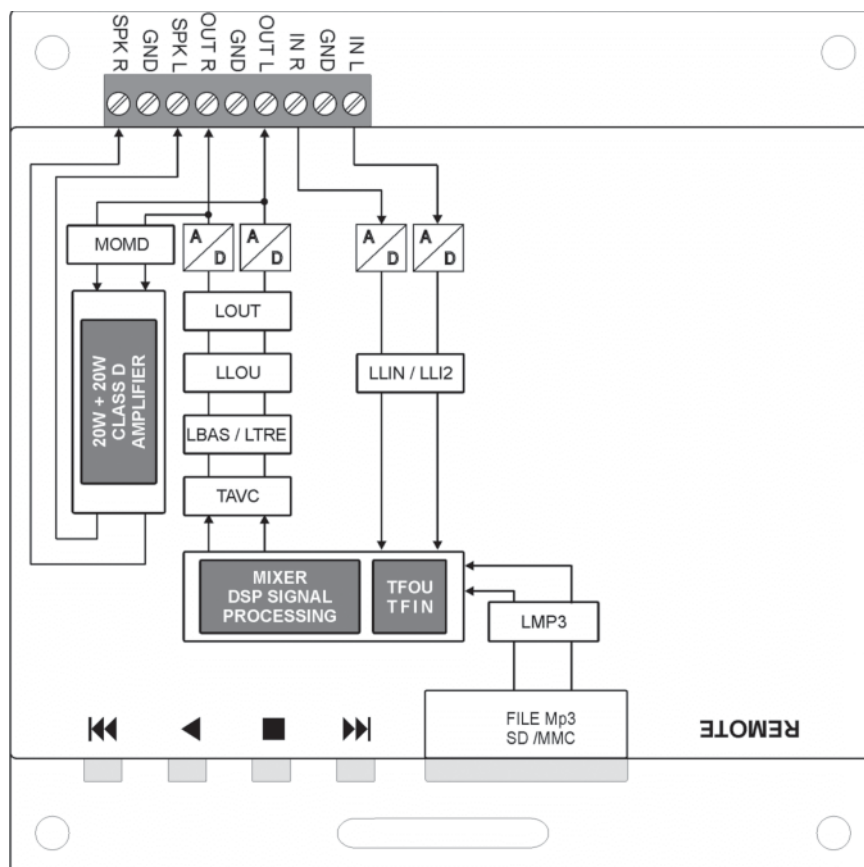 SPK R
GND
SPK L
OUT R
GND
OUT L
IN R
GND
IN L
A
D
A
D
A
D
A
D
MOMD
LOUT
LLOU
LLIN / LLI2
20W + 20W
CLASS D
AMPLIFIER
LBAS / LTRE
TAVC
MIXER
DSP SIGNAL
PROCESSING
TFOU
TFIN
LMP3
FILE Mp3
SD /MMC
REMOTE